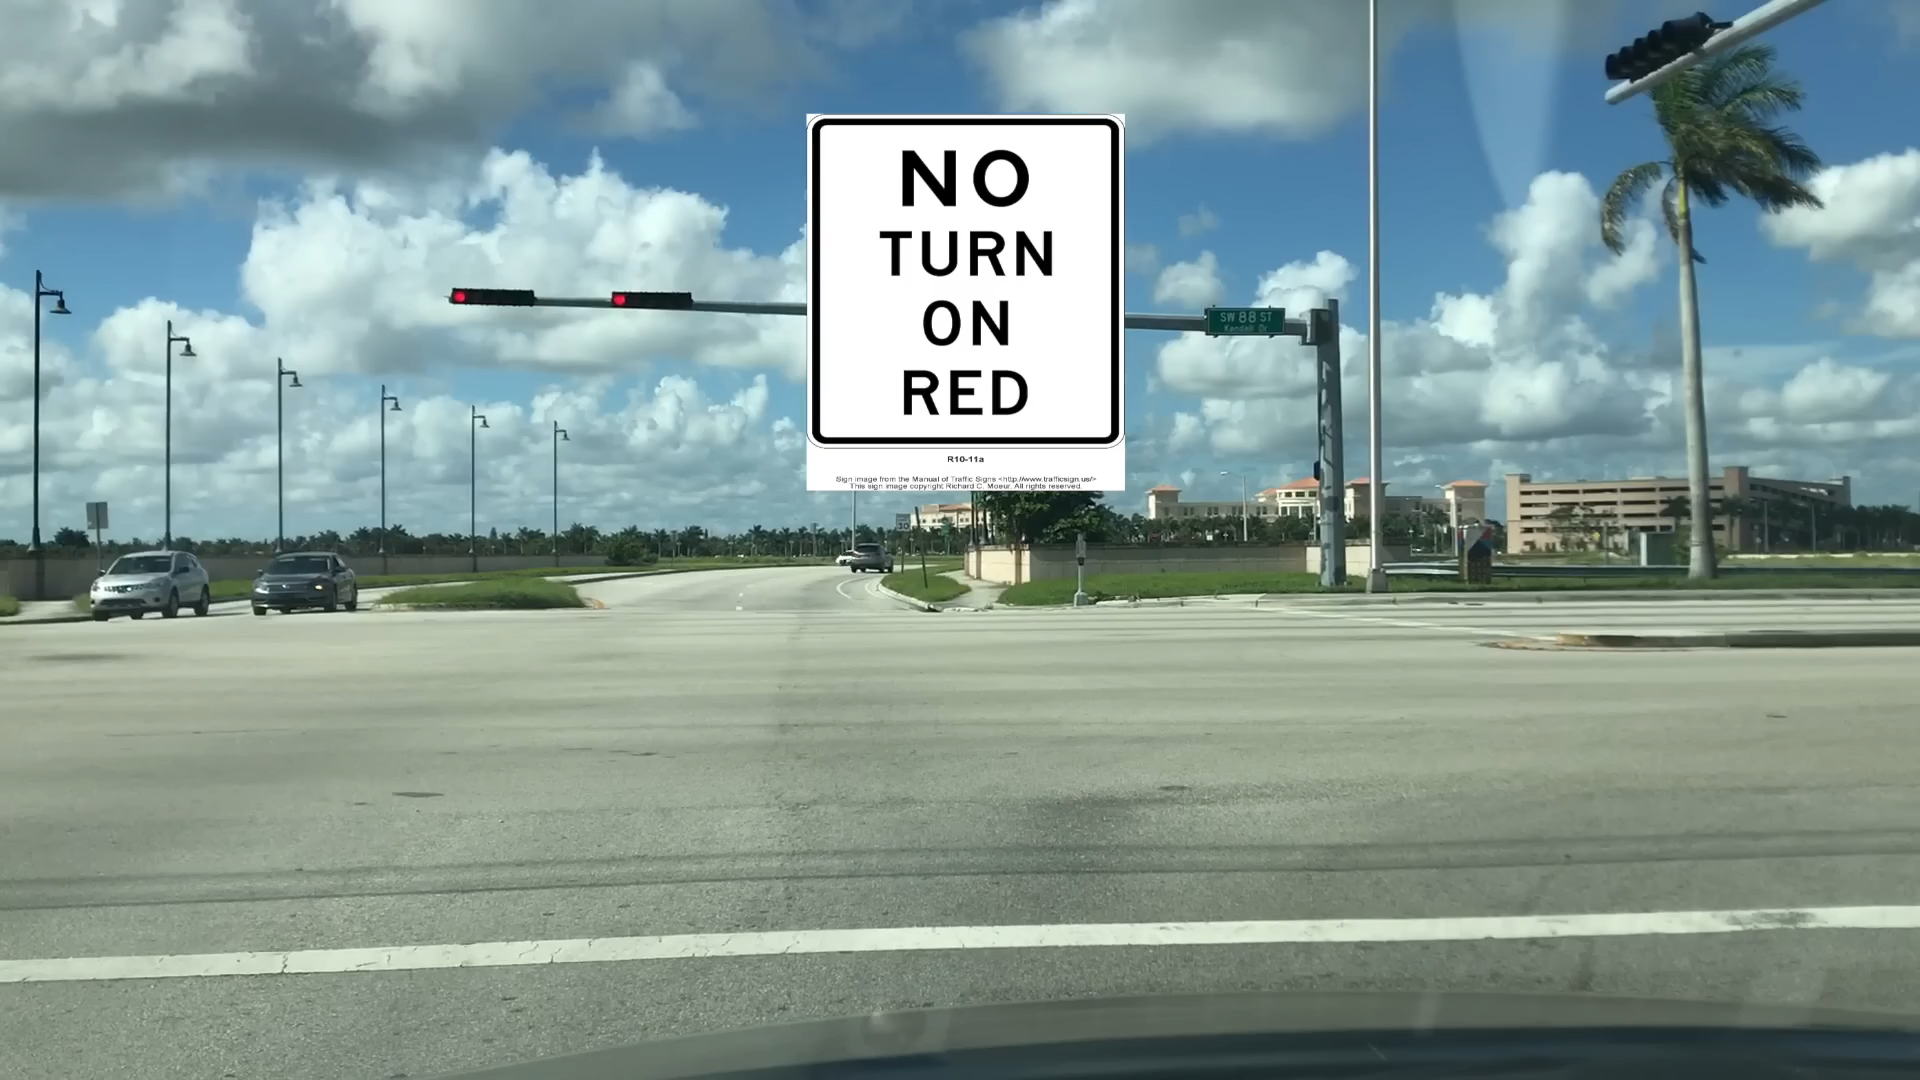 NO
TURN
ON
RED
R10-11a
Sign image from the Manual of Traffic Signs <http://www.trafficsign.us/>
This sign image copyright Richard C. Moeur. All rights reserved.
SW 88 ST
Kendall Dr
30